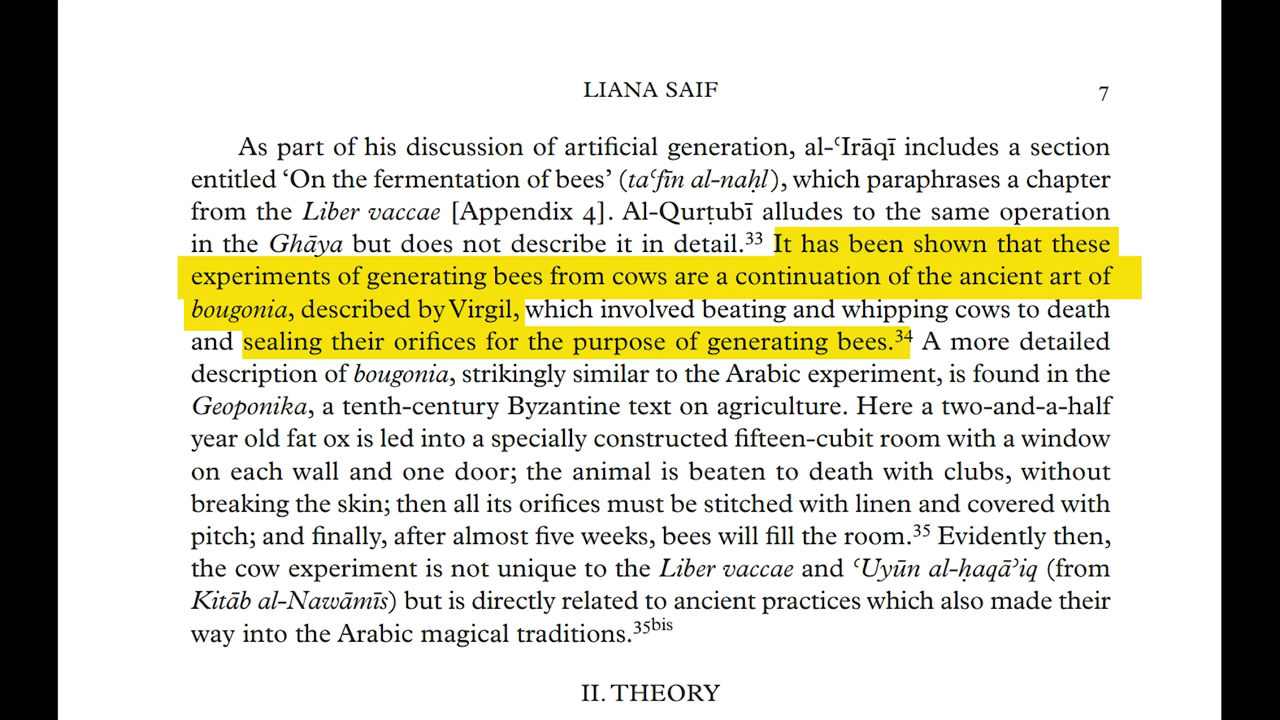 LIANA SAIF 7
As part of his discussion of artificial generation, al-ʿIrāqī includes a section
entitled ‘On the fermentation of bees’ (taʿfīn al-naḥl), which paraphrases a chapter
from the Liber vaccae [Appendix 4]. Al-Qurṭubī alludes to the same operation
in the Ghāya but does not describe it in detail.33 It has been shown that these
experiments of generating bees from cows are a continuation of the ancient art of
bougonia, described by Virgil, which involved beating and whipping cows to death
and sealing their orifices for the purpose of generating bees.34 A more detailed
description of bougonia, strikingly similar to the Arabic experiment, is found in the
Geoponika, a tenth-century Byzantine text on agriculture. Here a two-and-a-half
year old fat ox is led into a specially constructed fifteen-cubit room with a window
on each wall and one door; the animal is beaten to death with clubs, without
breaking the skin; then all its orifices must be stitched with linen and covered with
pitch; and finally, after almost five weeks, bees will fill the room.35 Evidently then,
the cow experiment is not unique to the Liber vaccae and ʿUyūn al-ḥaqāʾiq (from
Kitāb al-Nawāmīs) but is directly related to ancient practices which also made their
way into the Arabic magical traditions.35bis
II. THEORY